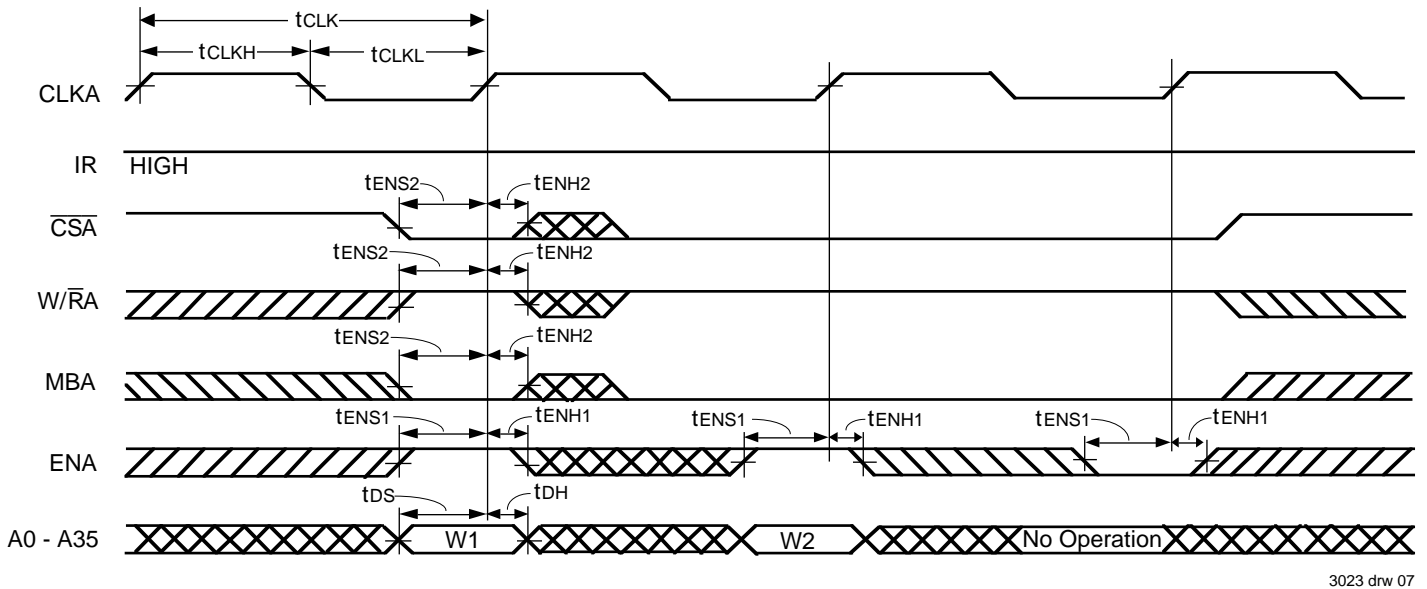 tCLK
tCLKH tCLKL
CLKA
IR HIGH
tENS2 tENH2
CSA
tENS2 tENH2
W/RA
tENS2 tENH2
MBA
tENS1 tENH1 tENS1 tENH1 tENS1 tENH1
ENA
tDS tDH
A0 - A35 W1 W2 No Operation
3023 drw 07